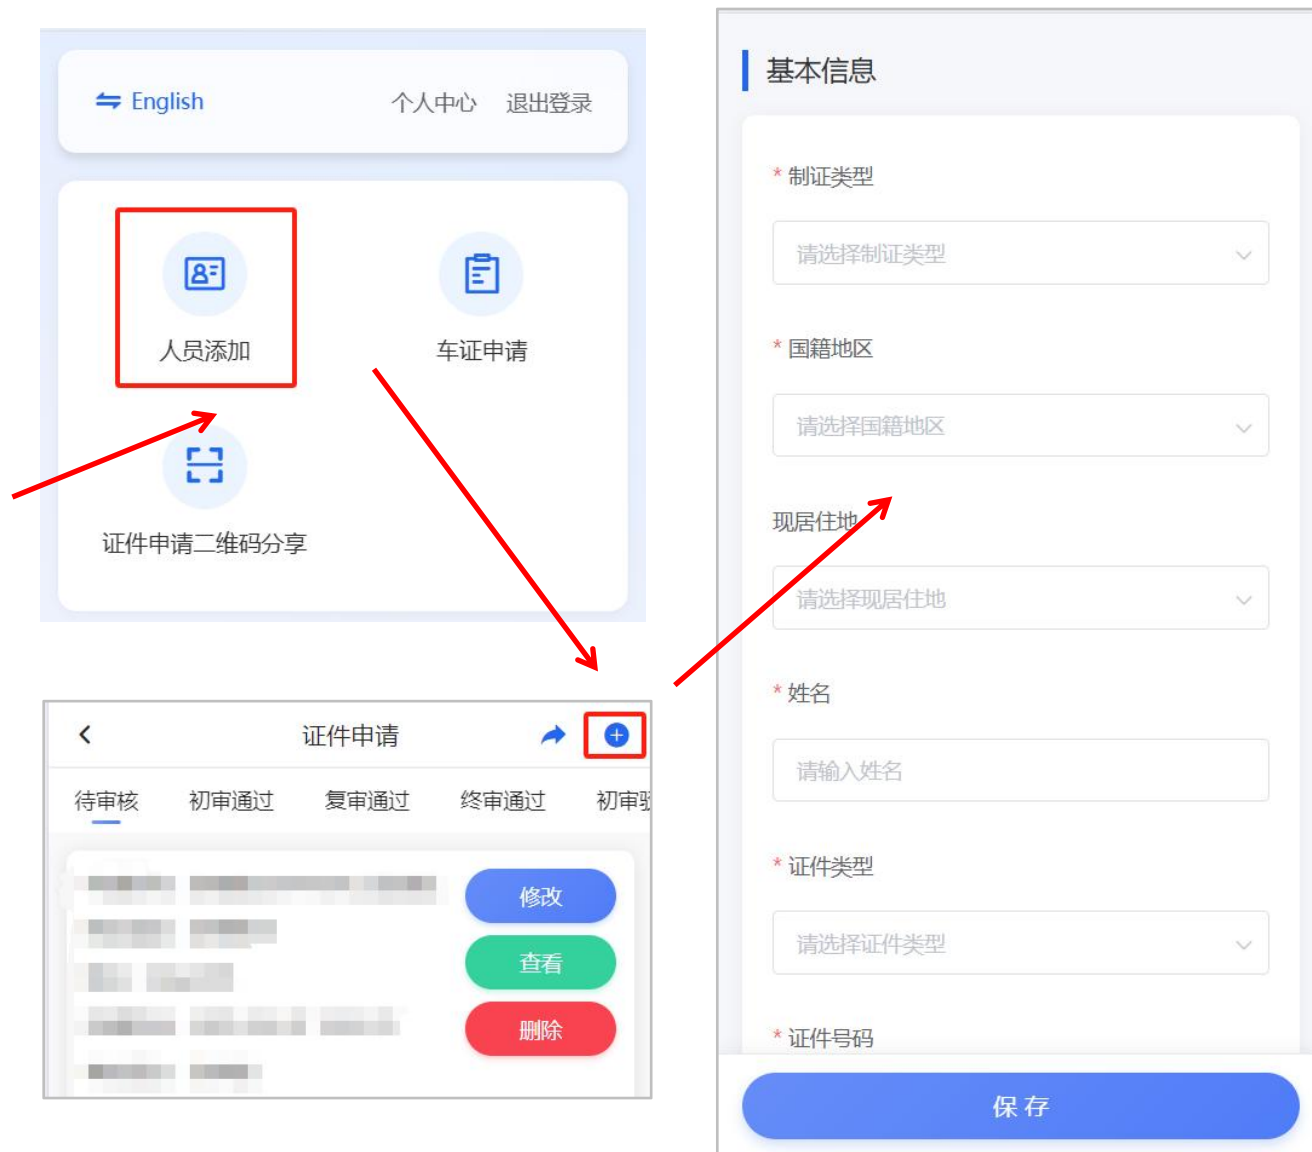 English
个人中心 退出登录
人员添加
车证申请
证件申请二维码分享
证件申请
待审核 初审通过 复审通过 终审通过 初审
修改
查看
删除
基本信息
* 制证类型
请选择制证类型
* 国籍地区
请选择国籍地区
现居住地
请选择现居住地
* 姓名
请输入姓名
* 证件类型
请选择证件类型
* 证件号码
保存